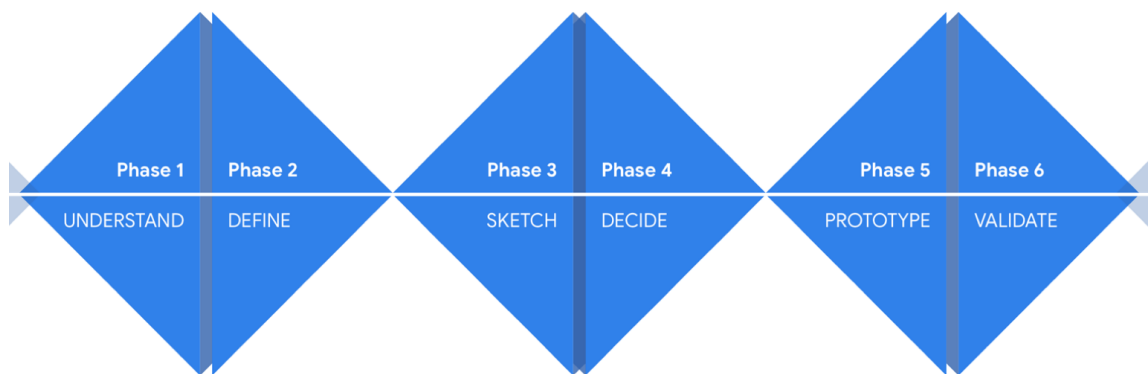 Phase 1
Phase 2
Phase 3
Phase 4
Phase 5
Phase 6
UNDERSTAND
DEFINE
SKETCH
DECIDE
PROTOTYPE
VALIDATE